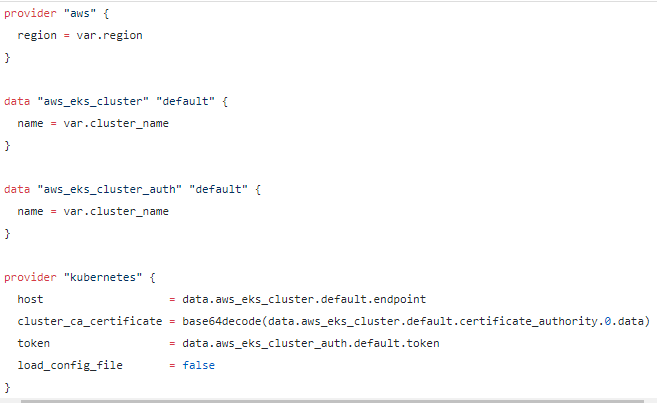 provider "aws" {
  region = var.region
}
data "aws_eks_cluster" "default" {
  name = var.cluster_name
}
data "aws_eks_cluster_auth" "default" {
  name = var.cluster_name
}
provider "kubernetes" {
  host                   = data.aws_eks_cluster.default.endpoint
  cluster_ca_certificate = base64decode(data.aws_eks_cluster.default.certificate_authority.0.data)
  token                  = data.aws_eks_cluster_auth.default.token
  load_config_file       = false
}